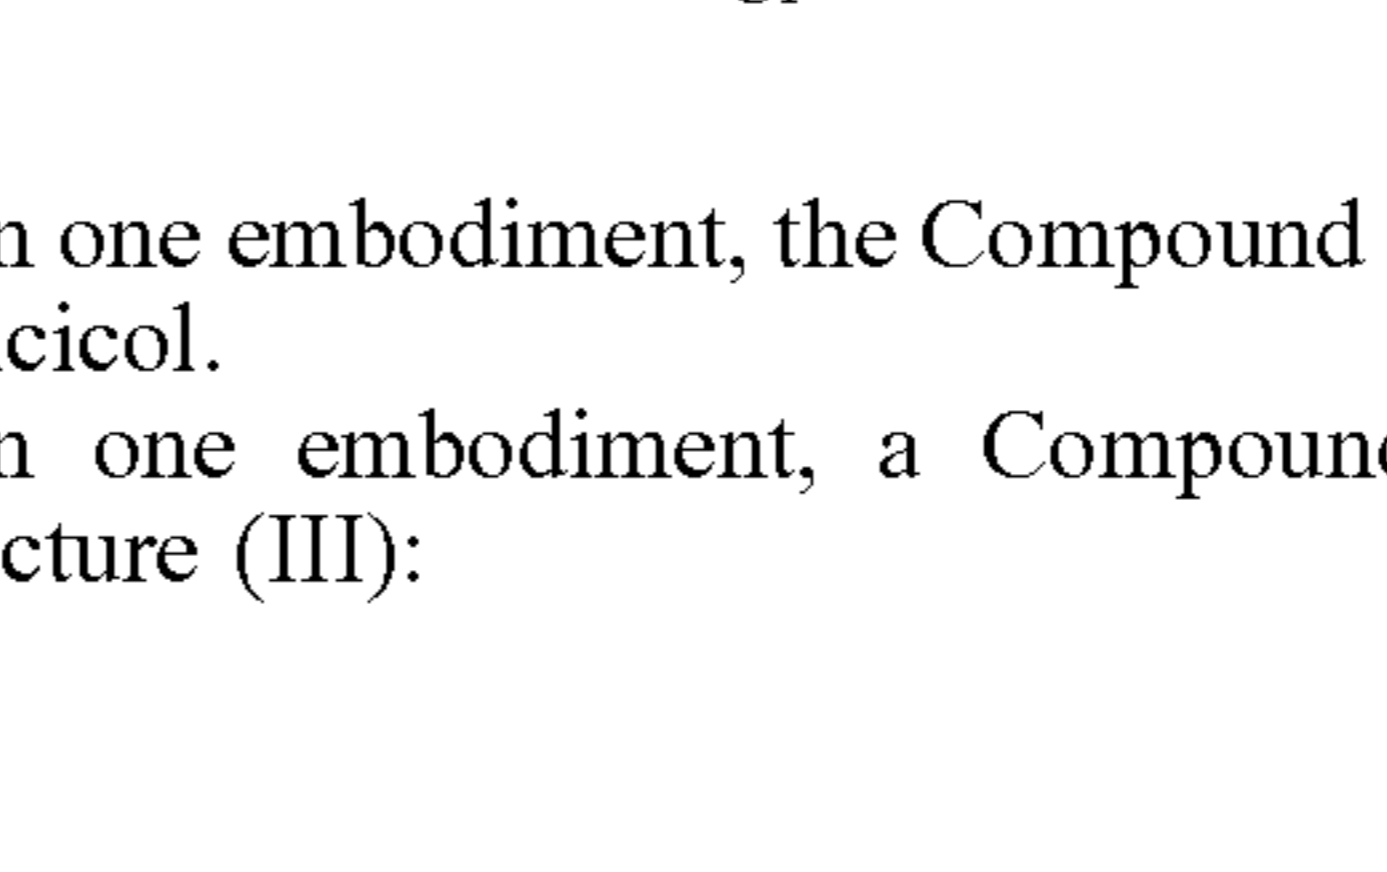 n one embodiment, the Compound
cicol.
n one embodiment, a Compoun
cture (III):